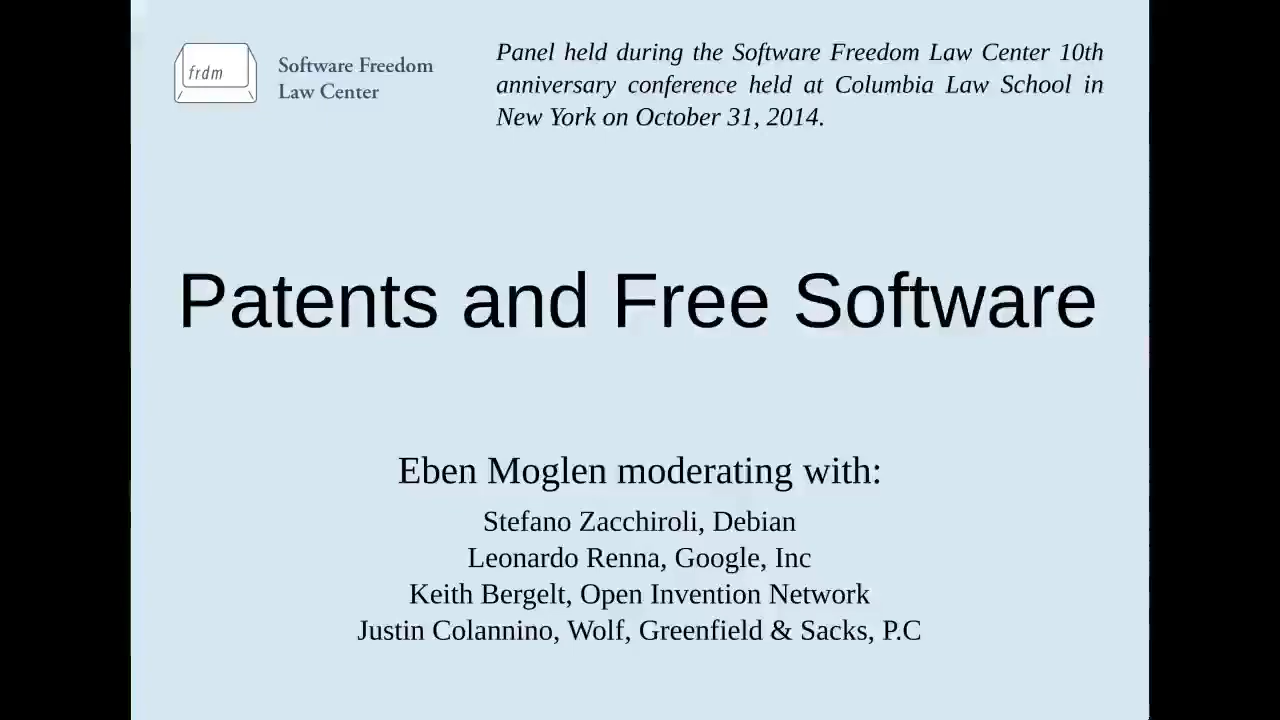 frdm
Software Freedom
Law Center
Panel held during the Software Freedom Law Center 10th
anniversary conference held at Columbia Law School in
New York on October 31, 2014.
Patents and Free Software
Eben Moglen moderating with:
Stefano Zacchiroli, Debian
Leonardo Renna, Google, Inc
Keith Bergelt, Open Invention Network
Justin Colannino, Wolf, Greenfield & Sacks, P.C